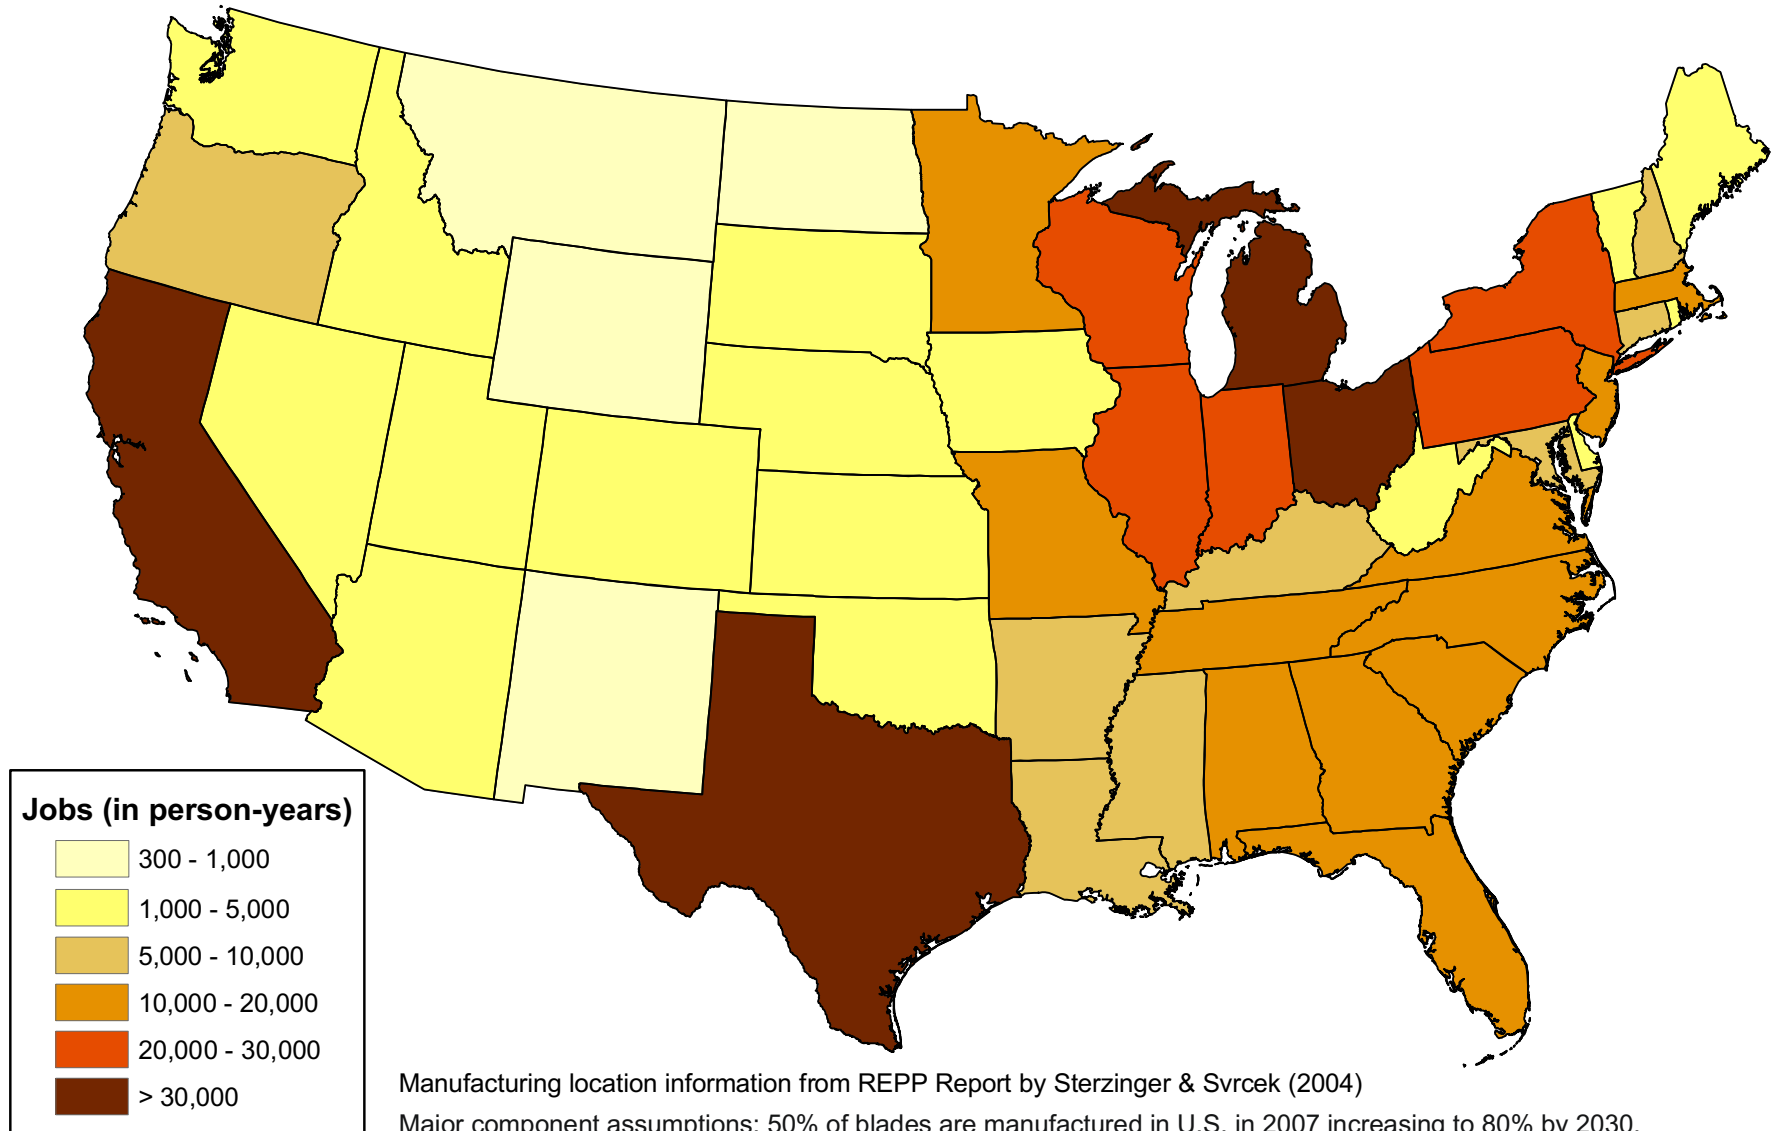 Jobs (in person-years)
300 - 1,000
1,000 - 5,000
5,000 - 10,000
10,000 - 20,000
20,000 - 30,000
> 30,000
Manufacturing location information from REPP Report by Sterzinger & Svrcek (2004)
Major component assumptions: 50% of blades are manufactured in U.S. in 2007 increasing to 80% by 2030.